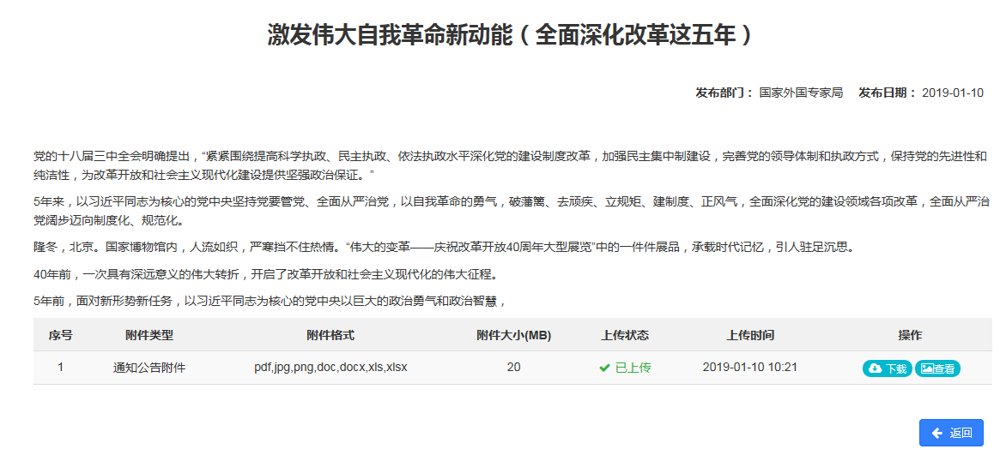 激发伟大自我革命新动能（全面深化改革这五年）
发布部门： 国家外国专家局 发布日期： 2019-01-10
党的十八届三中全会明确提出，“紧紧围绕提高科学执政、民主执政、依法执政水平深化党的建设制度改革，加强民主集中制建设，完善党的领导体制和执政方式，保持党的先进性和
纯洁性，为改革开放和社会主义现代化建设提供坚强政治保证。”
5年来，以习近平同志为核心的党中央坚持党要管党、全面从严治党，以自我革命的勇气，破藩篱、去顽疾、立规矩、建制度、正风气，全面深化党的建设领域各项改革，全面从严治
党阔步迈向制度化、规范化。
隆冬，北京。国家博物馆内，人流如织，严寒挡不住热情。“伟大的变革——庆祝改革开放40周年大型展览”中的一件件展品，承载时代记忆，引人驻足沉思。
40年前，一次具有深远意义的伟大转折，开启了改革开放和社会主义现代化的伟大征程。
5年前，面对新形势新任务，以习近平同志为核心的党中央以巨大的政治勇气和政治智慧，
序号 附件类型 附件格式 附件大小(MB) 上传状态 上传时间 操作
1 通知公告附件 pdf,jpg,png,doc,docx,xls,xlsx 20 已上传 2019-01-10 10:21 下载 查看
返回